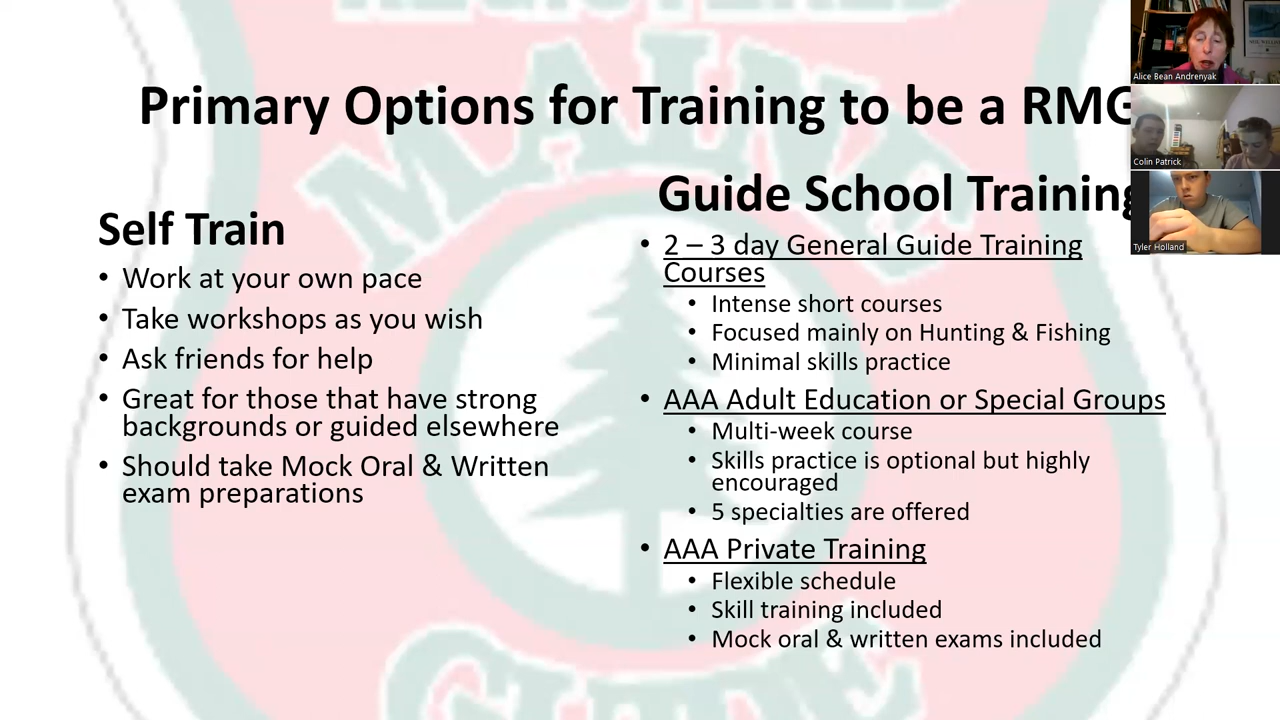 REGISTERED
MAINE
GUIDE
Primary Options for Training to be a RMG
Self Train
• Work at your own pace
• Take workshops as you wish
• Ask friends for help
• Great for those that have strong
backgrounds or guided elsewhere
• Should take Mock Oral & Written
exam preparations
Guide School Training
• 2 – 3 day General Guide Training
Courses
• Intense short courses
• Focused mainly on Hunting & Fishing
• Minimal skills practice
• AAA Adult Education or Special Groups
• Multi-week course
• Skills practice is optional but highly
encouraged
• 5 specialties are offered
• AAA Private Training
• Flexible schedule
• Skill training included
• Mock oral & written exams included
Alice Bean Andrenyak
Colin Patrick
Tyler Holland